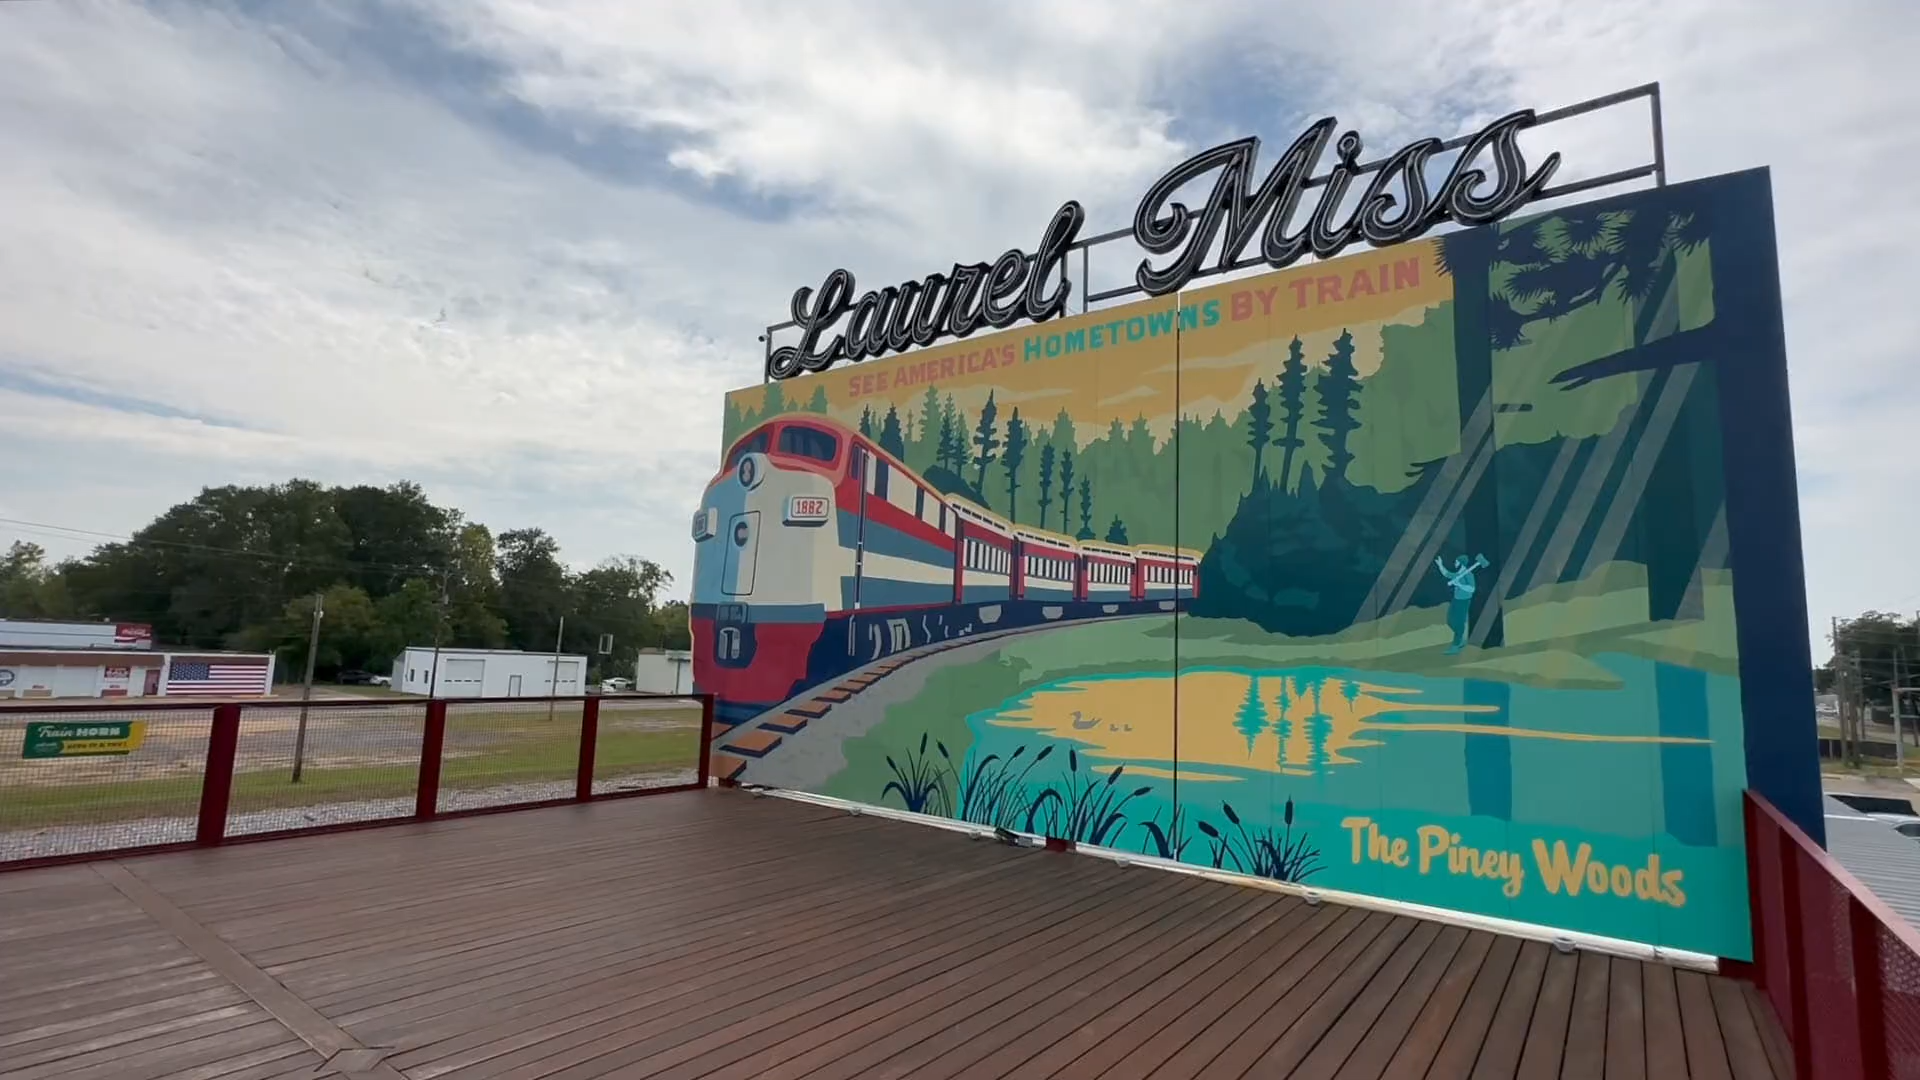 Laurel Miss
SEE AMERICA'S HOMETOWNS BY TRAIN
1882
The Piney Woods
Train HORN